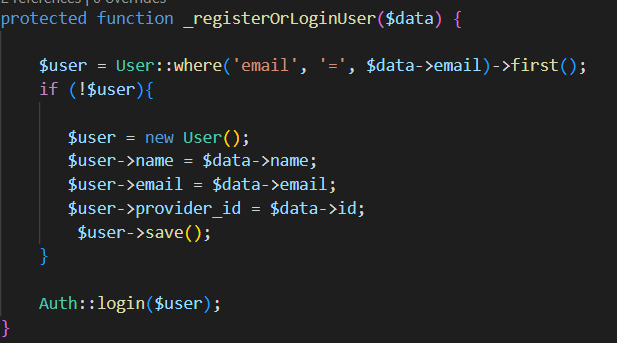 2 references | 0 overrides
protected function _registerOrLoginUser($data) {
$user = User::where('email', '=', $data->email)->first();
if (!$user){
$user = new User();
$user->name = $data->name;
$user->email = $data->email;
$user->provider_id = $data->id;
$user->save();
}
Auth::login($user);
}